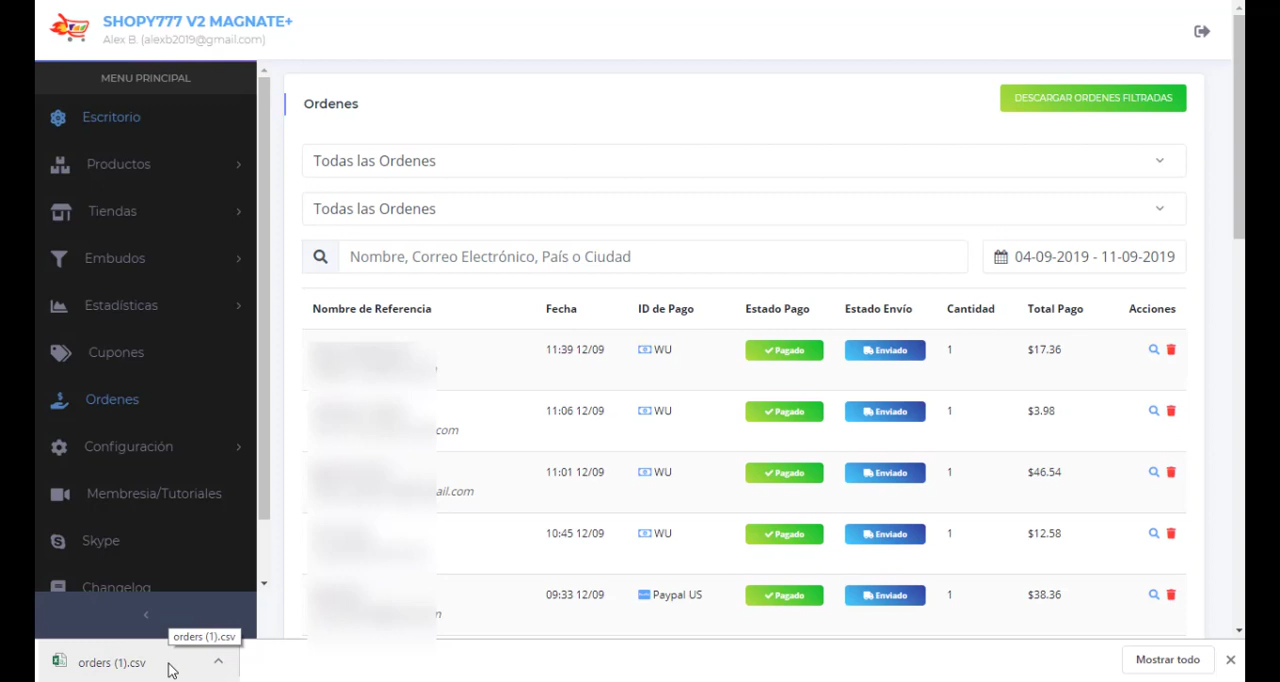 SHOPY777 V2 MAGNATE+
Alex B. (alexb2019@gmail.com)
MENU PRINCIPAL
Escritorio
Productos
Tiendas
Embudos
Estadísticas
Cupones
Ordenes
Configuración
Membresia/Tutoriales
Skype
Changelog
Ordenes
DESCARGAR ORDENES FILTRADAS
Todas las Ordenes
Todas las Ordenes
Nombre, Correo Electrónico, País o Ciudad
04-09-2019 - 11-09-2019
Nombre de Referencia Fecha ID de Pago Estado Pago Estado Envío Cantidad Total Pago Acciones
11:39 12/09 WU Pagado Enviado 1 $17.36
11:06 12/09 WU Pagado Enviado 1 $3.98
com
11:01 12/09 WU Pagado Enviado 1 $46.54
ail.com
10:45 12/09 WU Pagado Enviado 1 $12.58
09:33 12/09 Paypal US Pagado Enviado 1 $38.36
orders (1).csv
orders (1).csv
Mostrar todo